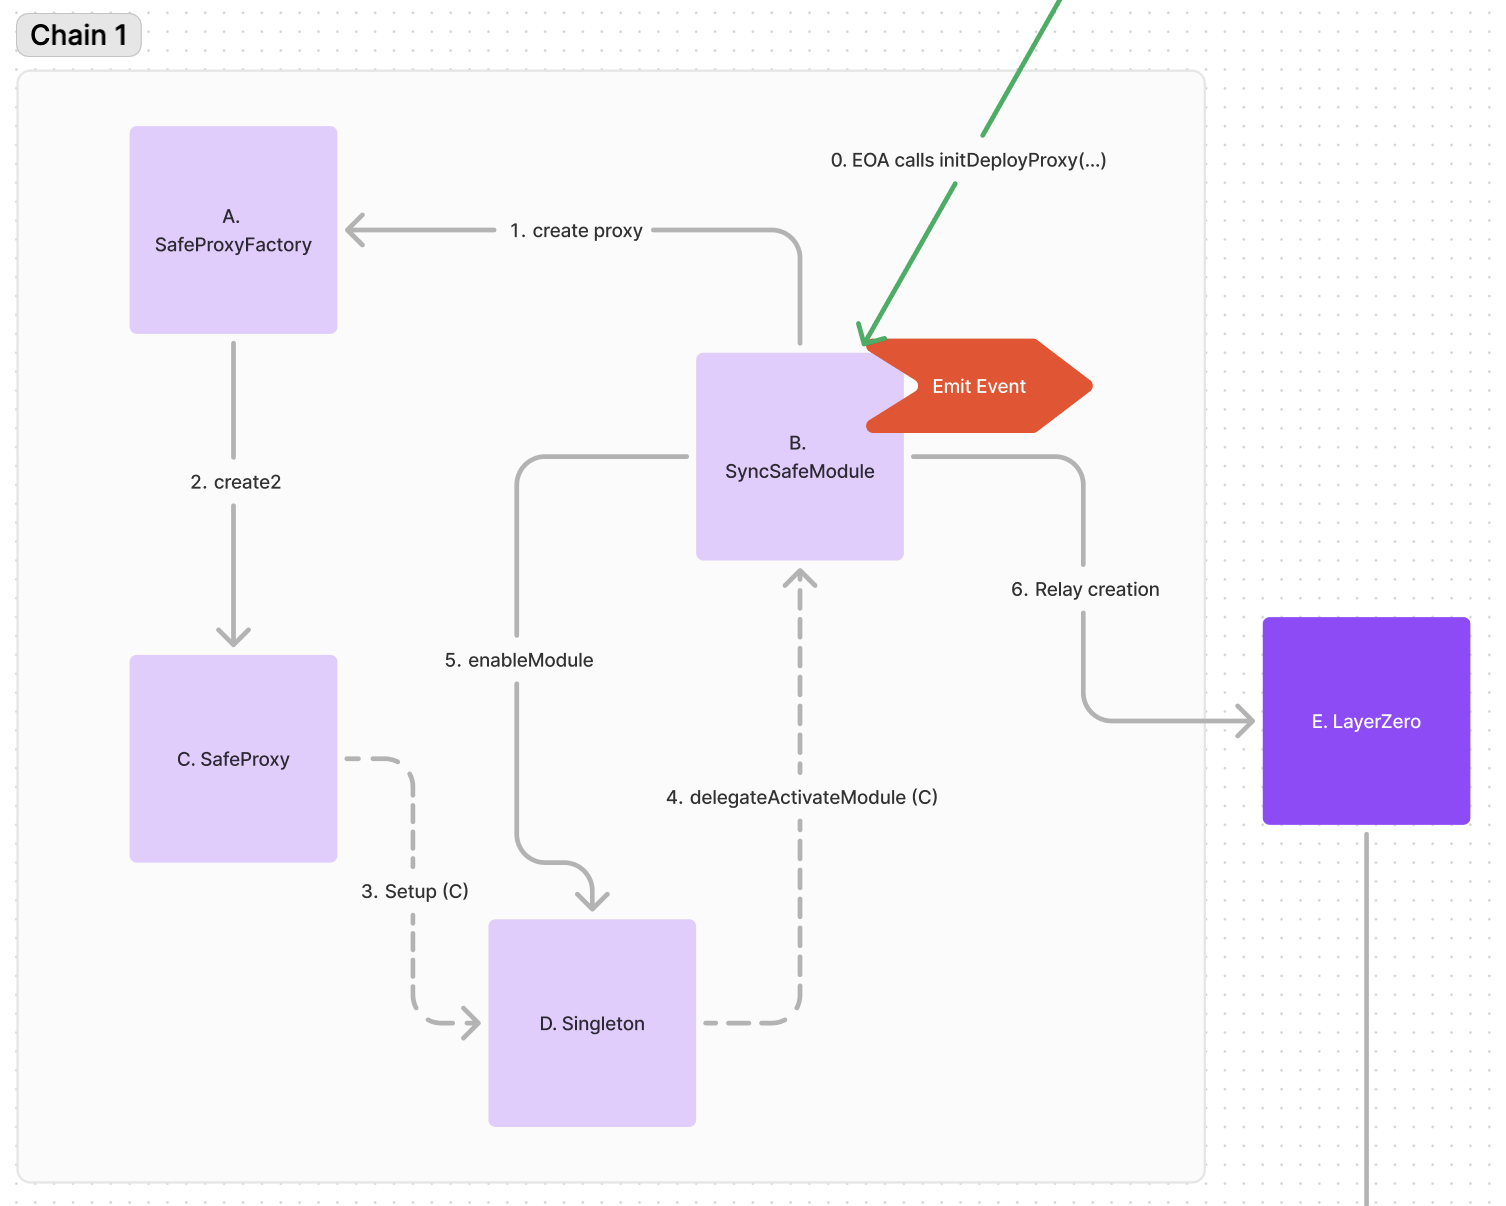 Chain 1
0. EOA calls initDeployProxy(...)
A.
SafeProxyFactory
1. create proxy
Emit Event
B.
SyncSafeModule
2. create2
6. Relay creation
5. enableModule
E. LayerZero
C. SafeProxy
4. delegateActivateModule (C)
3. Setup (C)
D. Singleton